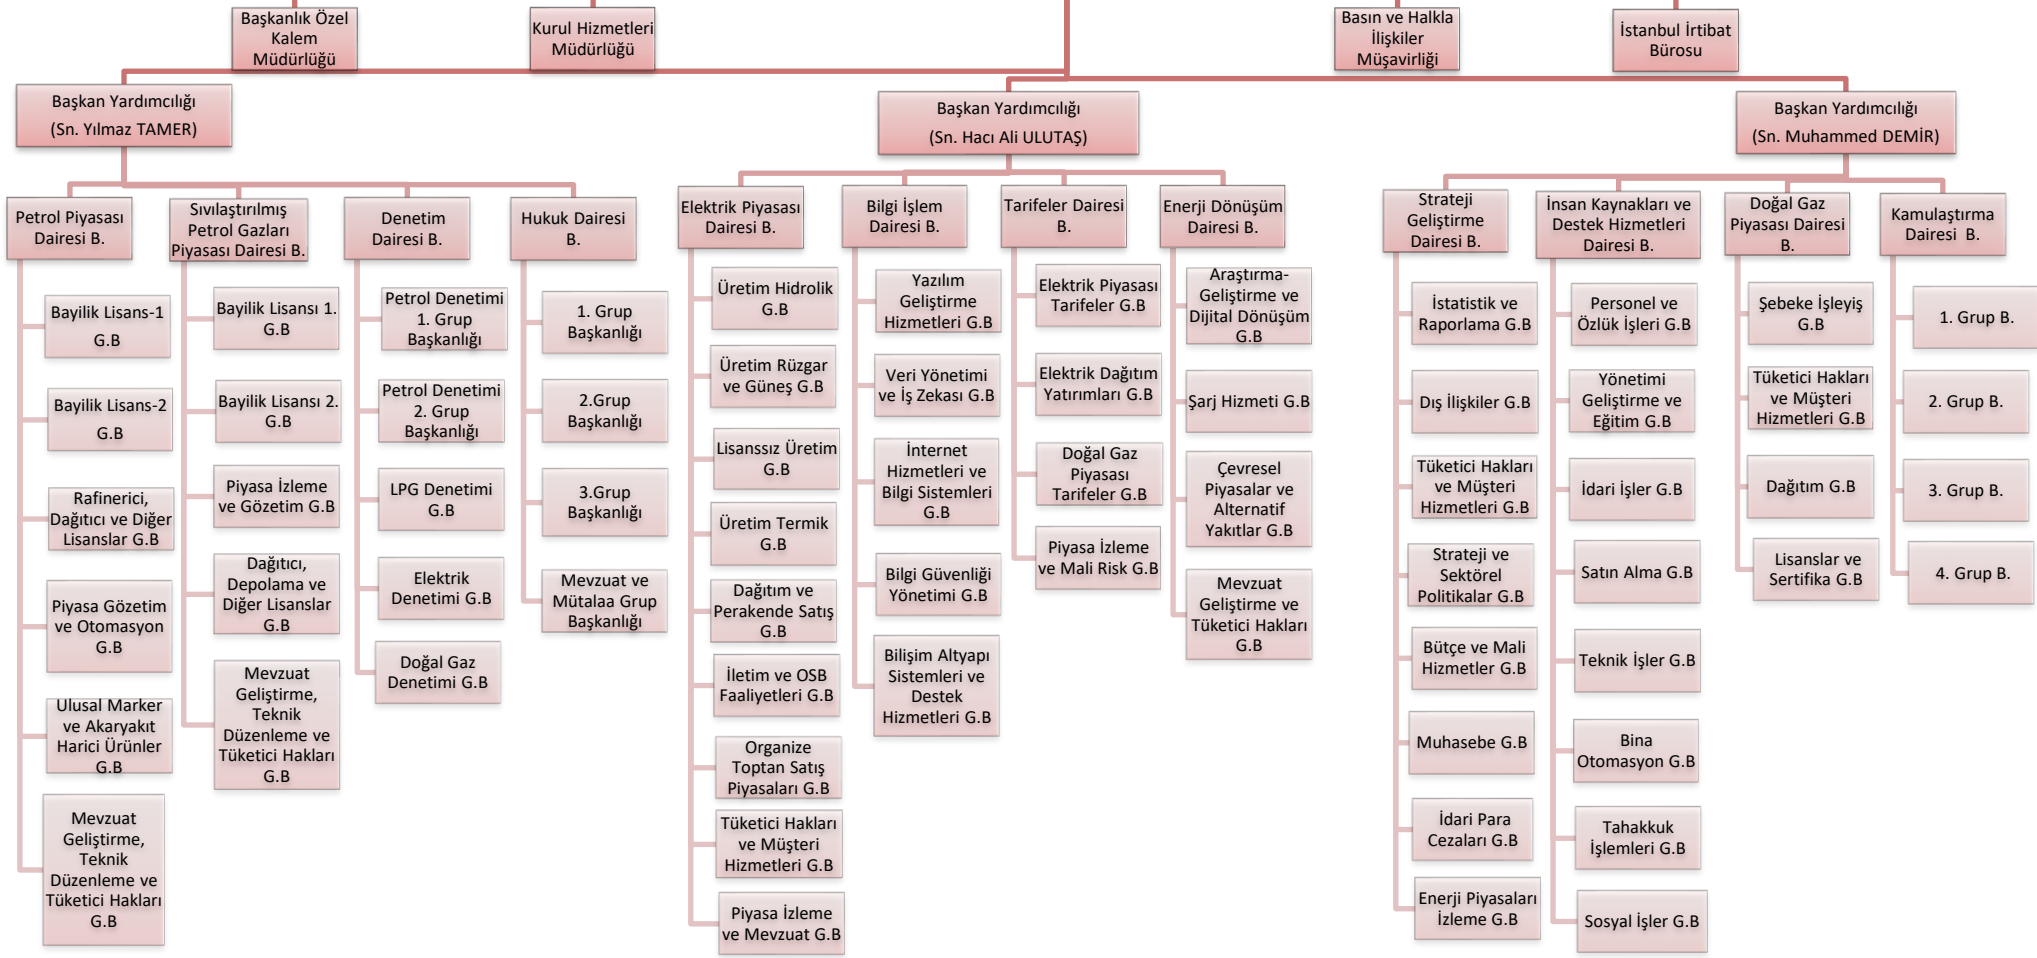 Başkanlık Özel
Kalem
Müdürlüğü
Kurul Hizmetleri
Müdürlüğü
Basın ve Halkla
İlişkiler
Müşavirliği
İstanbul İrtibat
Bürosu
Başkan Yardımcılığı
(Sn. Yılmaz TAMER)
Başkan Yardımcılığı
(Sn. Hacı Ali ULUTAŞ)
Başkan Yardımcılığı
(Sn. Muhammed DEMİR)
Petrol Piyasası
Dairesi B.
Bayilik Lisans-1
G.B
Bayilik Lisans-2
G.B
Rafinerici,
Dağıtıcı ve Diğer
Lisanslar G.B
Piyasa Gözetim
ve Otomasyon
G.B
Ulusal Marker
ve Akaryakıt
Harici Ürünler
G.B
Mevzuat
Geliştirme,
Teknik
Düzenleme ve
Tüketici Hakları
G.B
Sıvılaştırılmış
Petrol Gazları
Piyasası Dairesi B.
Bayilik Lisansı 1.
G.B
Bayilik Lisansı 2.
G.B
Piyasa İzleme
ve Gözetim G.B
Dağıtıcı,
Depolama ve
Diğer Lisanslar
G.B
Mevzuat
Geliştirme,
Teknik
Düzenleme ve
Tüketici Hakları
G.B
Denetim
Dairesi B.
Petrol Denetimi
1. Grup
Başkanlığı
Petrol Denetimi
2. Grup
Başkanlığı
LPG Denetimi
G.B
Elektrik
Denetimi G.B
Doğal Gaz
Denetimi G.B
Hukuk Dairesi
B.
1. Grup
Başkanlığı
2.Grup
Başkanlığı
3.Grup
Başkanlığı
Mevzuat ve
Mütalaa Grup
Başkanlığı
Elektrik Piyasası
Dairesi B.
Üretim Hidrolik
G.B
Üretim Rüzgar
ve Güneş G.B
Lisanssız Üretim
G.B
Üretim Termik
G.B
Dağıtım ve
Perakende Satış
G.B
İletim ve OSB
Faaliyetleri G.B
Organize
Toptan Satış
Piyasaları G.B
Tüketici Hakları
ve Müşteri
Hizmetleri G.B
Piyasa İzleme
ve Mevzuat G.B
Bilgi İşlem
Dairesi B.
Yazılım
Geliştirme
Hizmetleri G.B
Veri Yönetimi
ve İş Zekası G.B
İnternet
Hizmetleri ve
Bilgi Sistemleri
G.B
Bilgi Güvenliği
Yönetimi G.B
Bilişim Altyapı
Sistemleri ve
Destek
Hizmetleri G.B
Tarifeler Dairesi
B.
Elektrik Piyasası
Tarifeler G.B
Elektrik Dağıtım
Yatırımları G.B
Doğal Gaz
Piyasası
Tarifeler G.B
Piyasa İzleme
ve Mali Risk G.B
Enerji Dönüşüm
Dairesi B.
Araştırma-
Geliştirme ve
Dijital Dönüşüm
G.B
Şarj Hizmeti G.B
Çevresel
Piyasalar ve
Alternatif
Yakıtlar G.B
Mevzuat
Geliştirme ve
Tüketici Hakları
G.B
Strateji
Geliştirme
Dairesi B.
İstatistik ve
Raporlama G.B
Dış İlişkiler G.B
Tüketici Hakları
ve Müşteri
Hizmetleri G.B
Strateji ve
Sektörel
Politikalar G.B
Bütçe ve Mali
Hizmetler G.B
Muhasebe G.B
İdari Para
Cezaları G.B
Enerji Piyasaları
İzleme G.B
İnsan Kaynakları ve
Destek Hizmetleri
Dairesi B.
Personel ve
Özlük İşleri G.B
Yönetimi
Geliştirme ve
Eğitim G.B
İdari İşler G.B
Satın Alma G.B
Teknik İşler G.B
Bina
Otomasyon G.B
Tahakkuk
İşlemleri G.B
Sosyal İşler G.B
Doğal Gaz
Piyasası Dairesi
B.
Şebeke İşleyiş
G.B
Tüketici Hakları
ve Müşteri
Hizmetleri G.B
Dağıtım G.B
Lisanslar ve
Sertifika G.B
Kamulaştırma
Dairesi B.
1. Grup B.
2. Grup B.
3. Grup B.
4. Grup B.